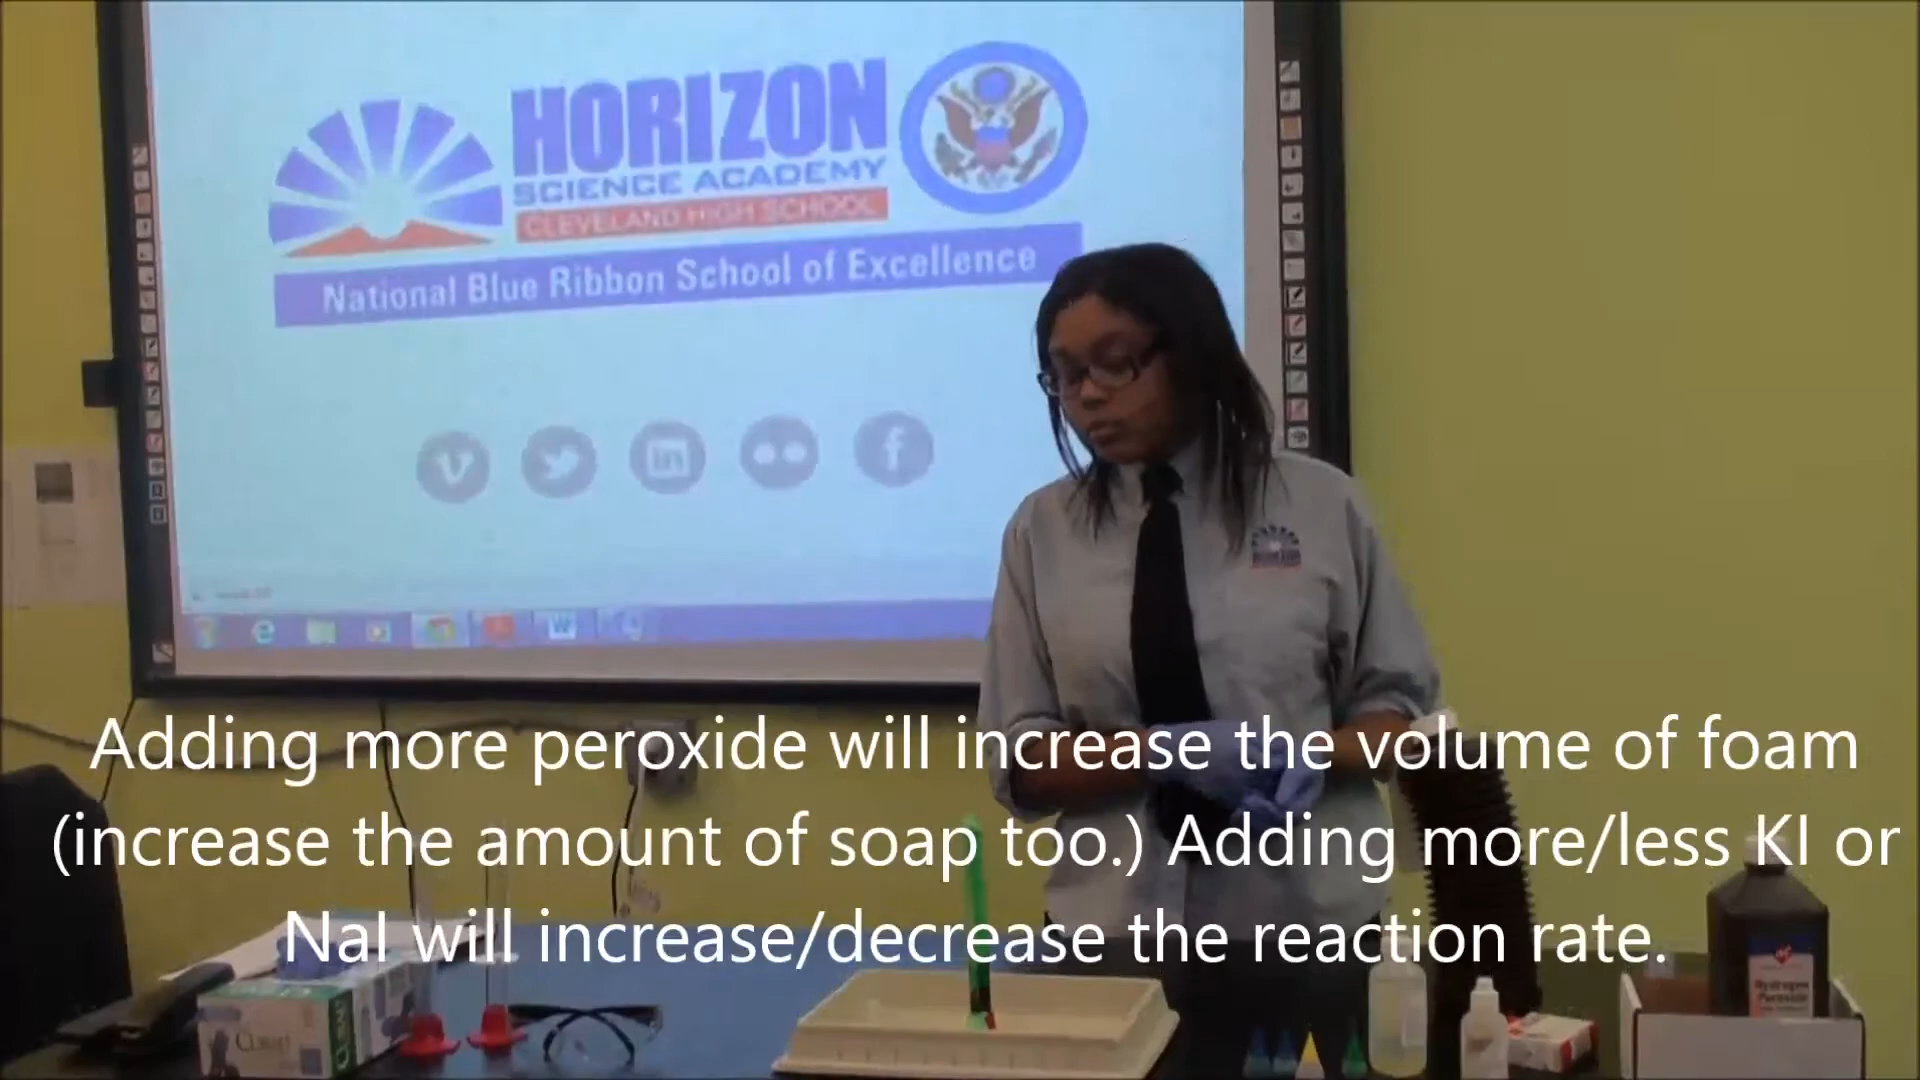 HORIZON
SCIENCE ACADEMY
CLEVELAND HIGH SCHOOL
National Blue Ribbon School of Excellence
Adding more peroxide will increase the volume of foam
(increase the amount of soap too.) Adding more/less KI or
NaI will increase/decrease the reaction rate.
Hydrogen
Peroxide